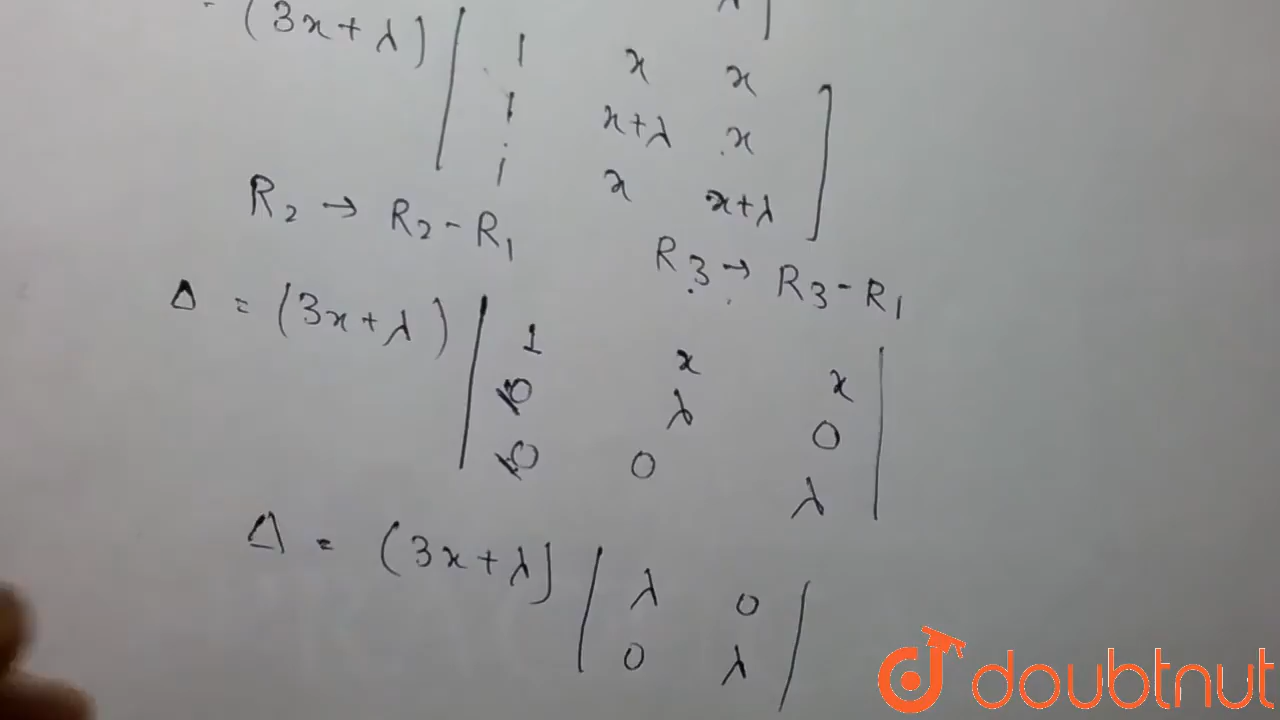 = (3x+λ) | 1 x x
1 x+λ x
1 x x+λ |
R₂ → R₂ - R₁ R₃ → R₃ - R₁
Δ = (3x+λ) | 1 x x |
0 λ 0
0 0 λ
Δ = (3x+λ) | λ 0 |
0 λ
doubtnut